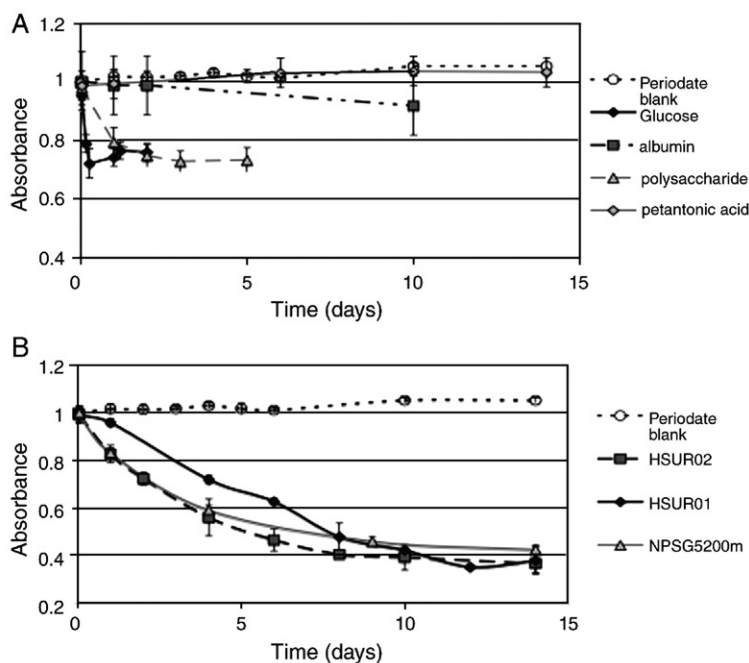 A
1.2
1
0.8
0.6
0.4
Absorbance
0
5
10
15
Time (days)
Periodate
blank
Glucose
albumin
polysaccharide
petantonic acid
B
1.2
1
0.8
0.6
0.4
0.2
Absorbance
0
5
10
15
Time (days)
Periodate
blank
HSUR02
HSUR01
NPSG5200m